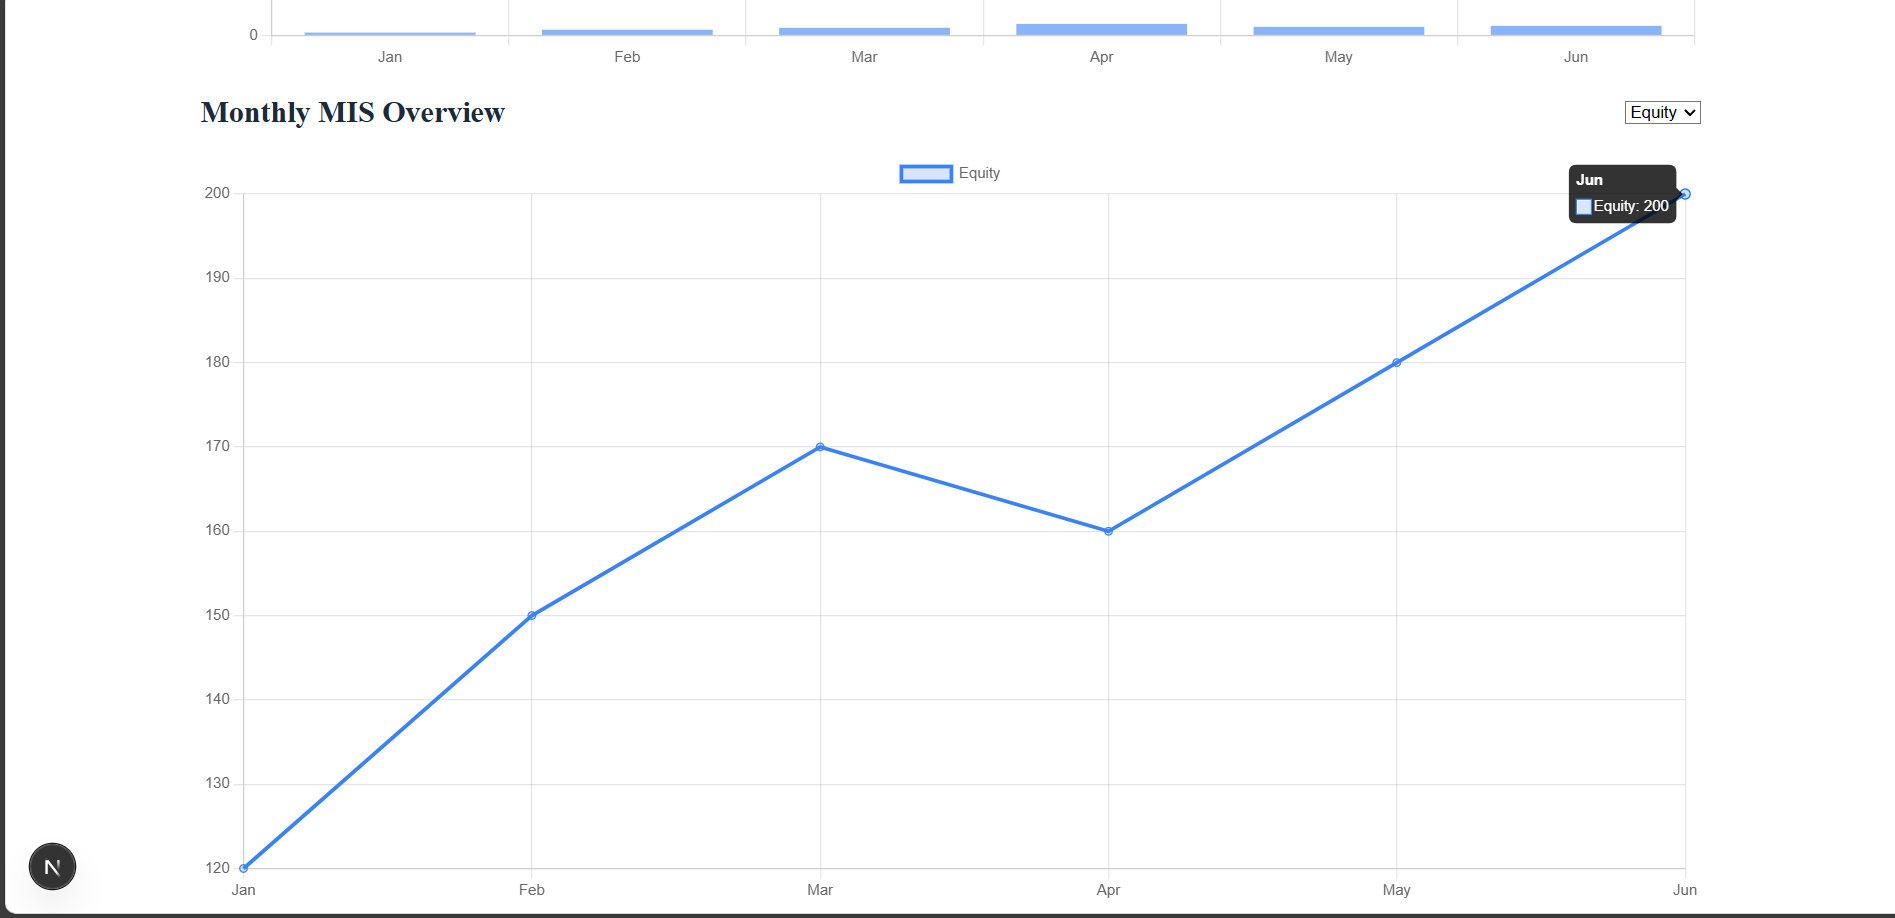 0
Jan Feb Mar Apr May Jun
Monthly MIS Overview
Equity
Equity
Jun
Equity: 200
200
190
180
170
160
150
140
130
120
Jan Feb Mar Apr May Jun
N